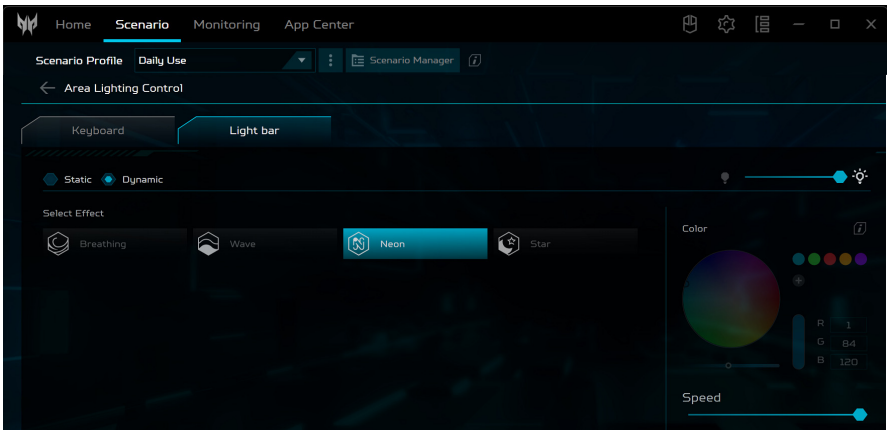 Home Scenario Monitoring App Center
Scenario Profile Daily Use Scenario Manager
Area Lighting Control
Keyboard Light bar
Static Dynamic
Select Effect
Breathing Wave Neon Star
Color
R 1
G 84
B 120
Speed